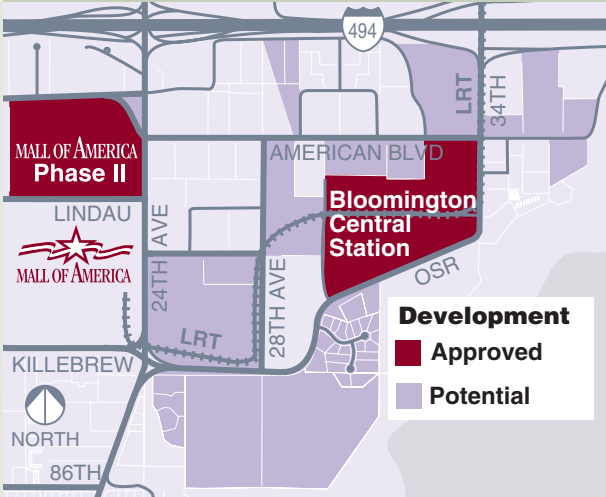 494
LRT
34TH
MALL OF AMERICA
Phase II
AMERICAN BLVD
Bloomington
Central
Station
LINDAU
24TH AVE
MALL OF AMERICA
28TH AVE
OSR
LRT
KILLEBREW
NORTH
86TH
Development
Approved
Potential